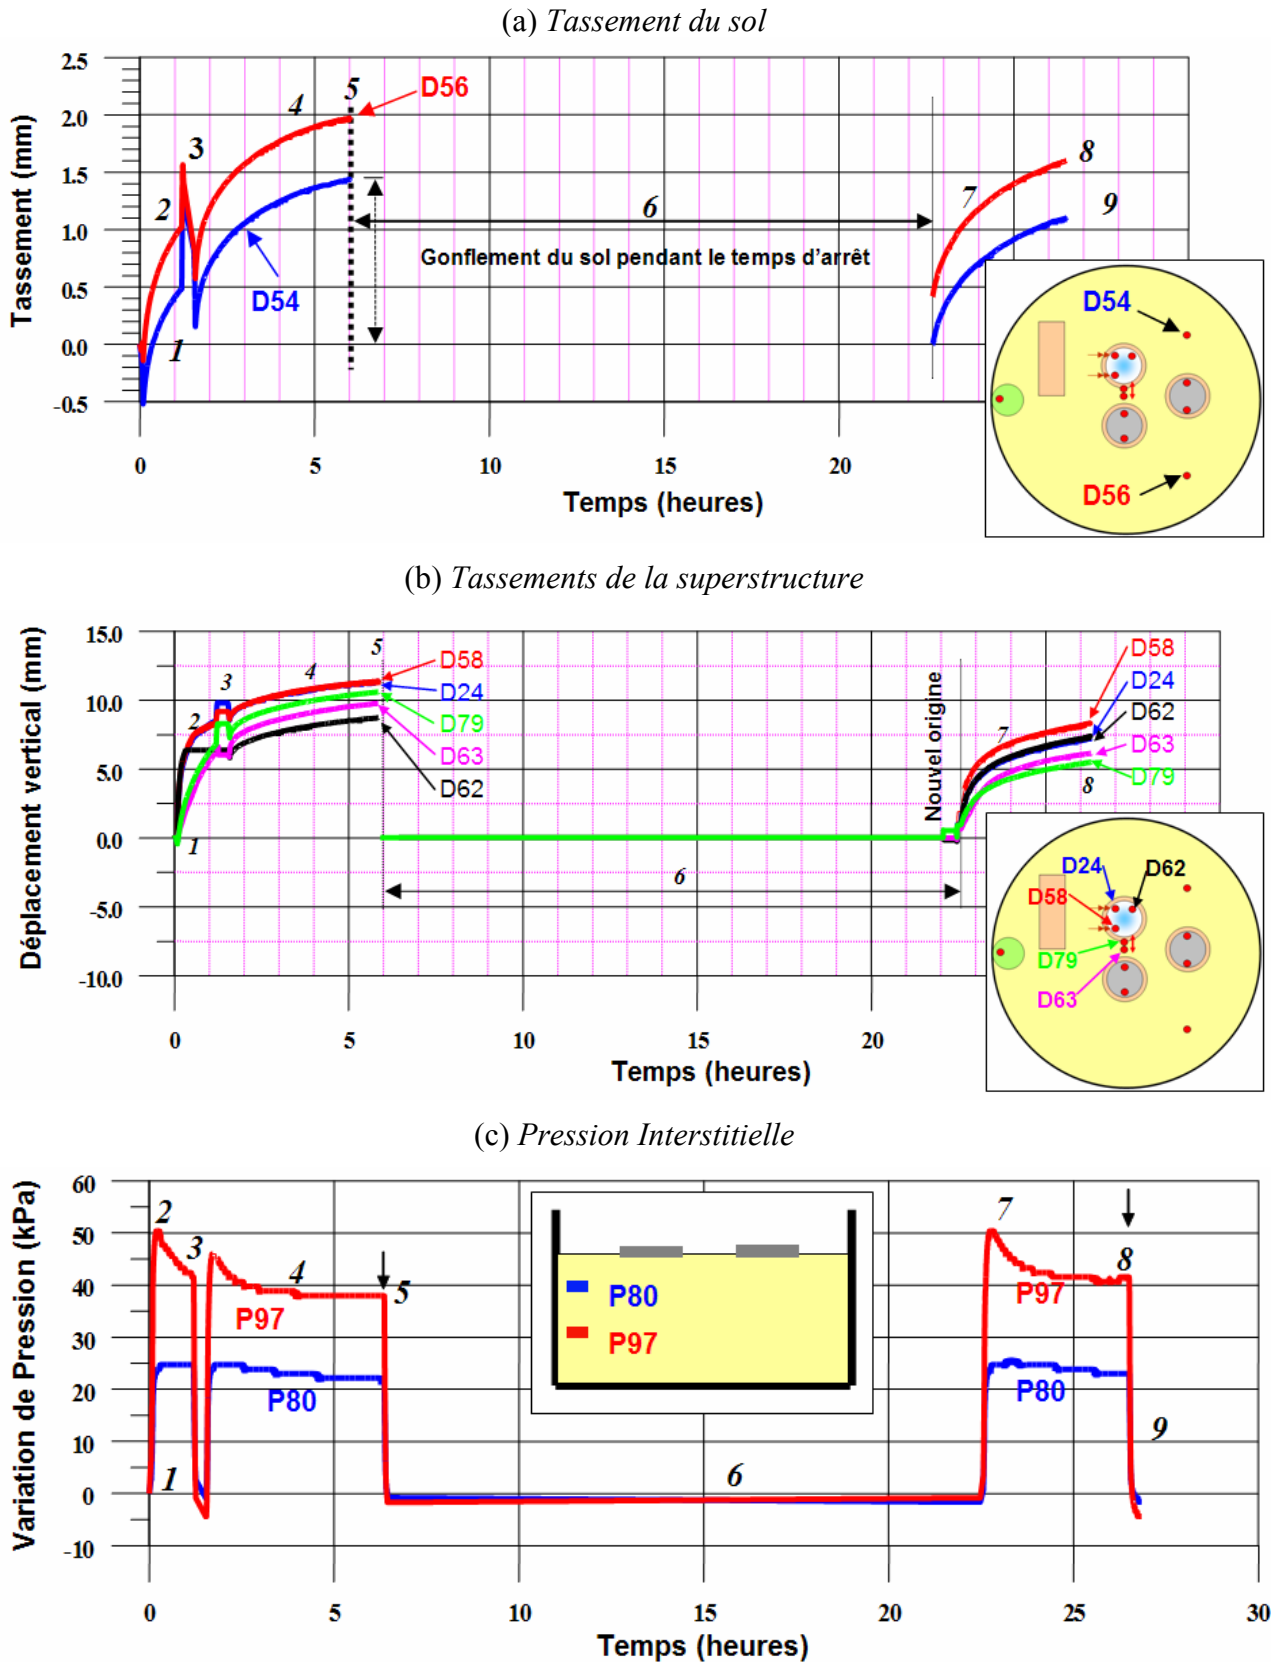 (a) Tassement du sol
Tassement (mm)
2.5
2.0
1.5
1.0
0.5
0.0
-0.5
1
2
3
4
5
D56
D54
6
Gonflement du sol pendant le temps d'arrêt
7
8
9
0
5
10
15
20
Temps (heures)
D54
D56
(b) Tassements de la superstructure
Déplacement vertical (mm)
15.0
10.0
5.0
0.0
-5.0
-10.0
1
2
3
4
5
D58
D24
D79
D63
D62
6
Nouvel origine
7
8
D58
D24
D62
D63
D79
0
5
10
15
20
Temps (heures)
D24
D62
D58
D79
D63
(c) Pression Interstitielle
Variation de Pression (kPa)
60
50
40
30
20
10
0
-10
1
2
3
4
5
P97
P80
P80
P97
6
7
8
P97
P80
9
0
5
10
15
20
25
30
Temps (heures)